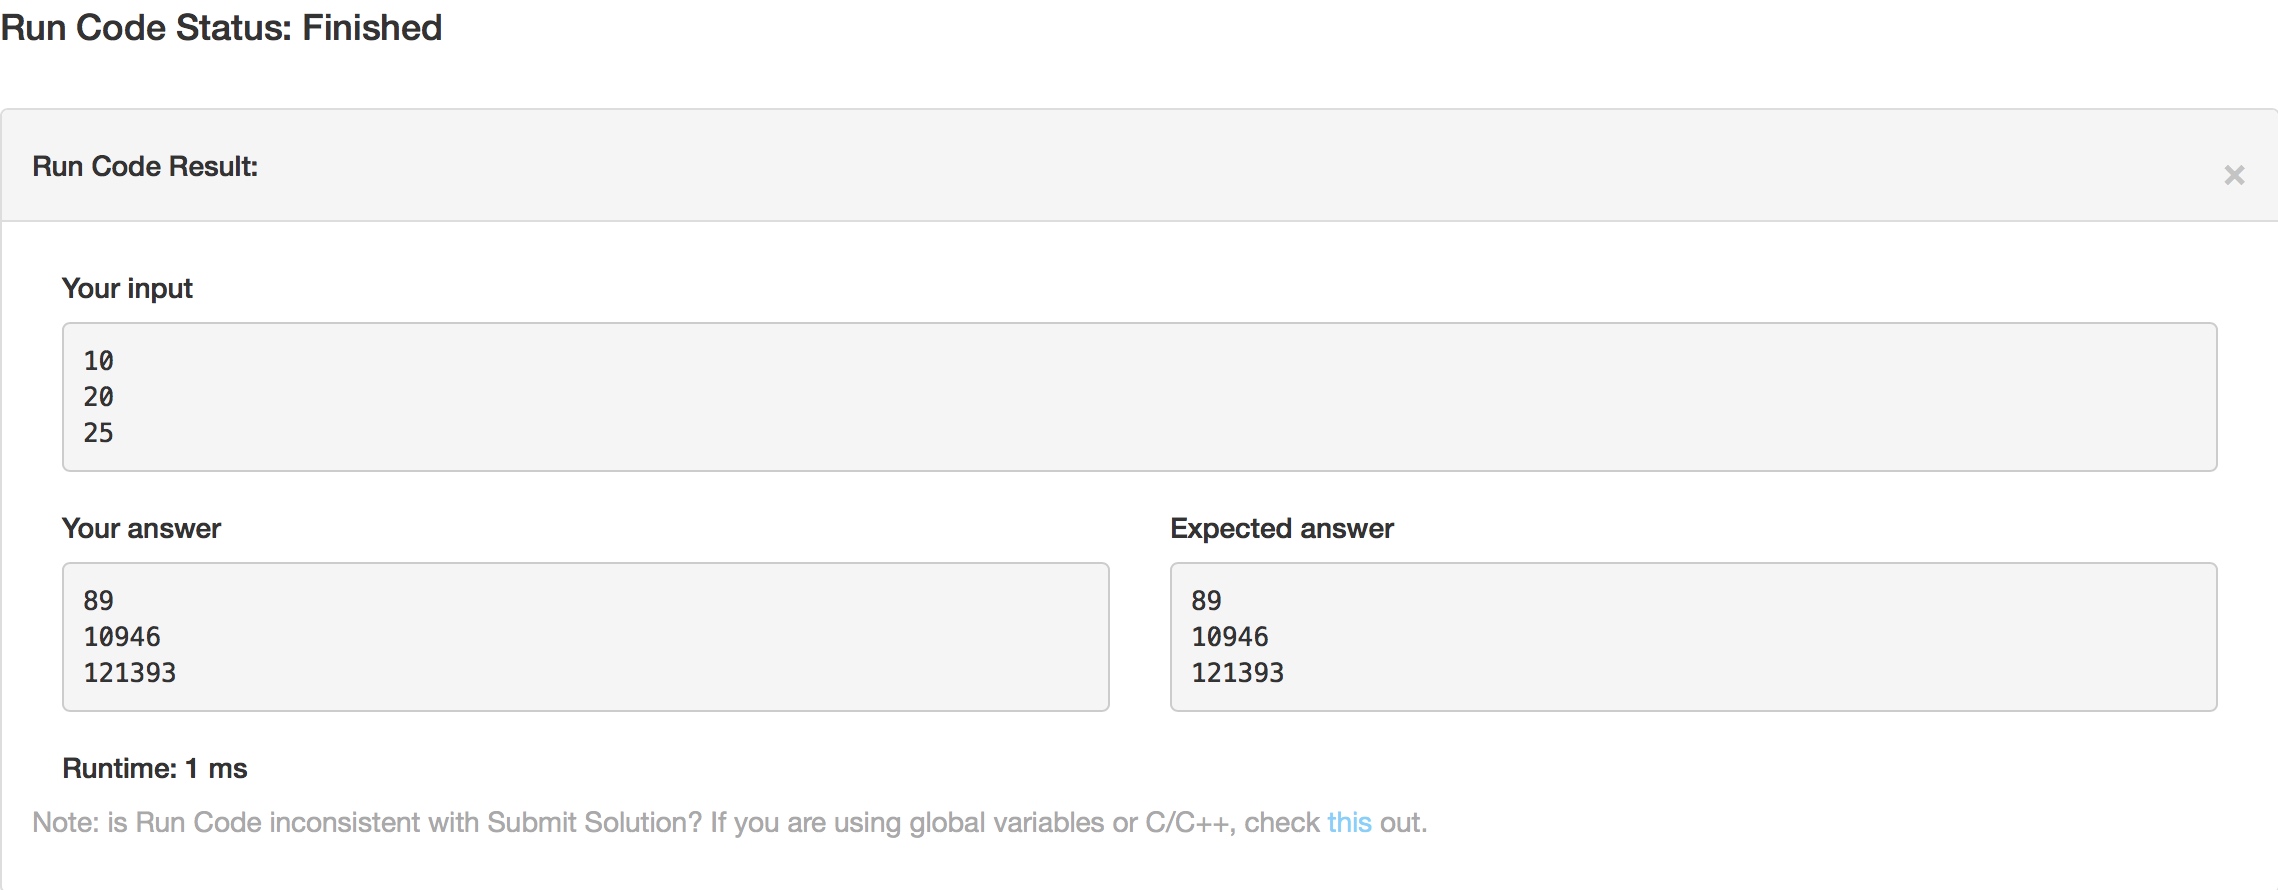 Run Code Status: Finished
Run Code Result:
×
Your input
10
20
25
Your answer
89
10946
121393
Expected answer
89
10946
121393
Runtime: 1 ms
Note: is Run Code inconsistent with Submit Solution? If you are using global variables or C/C++, check this out.